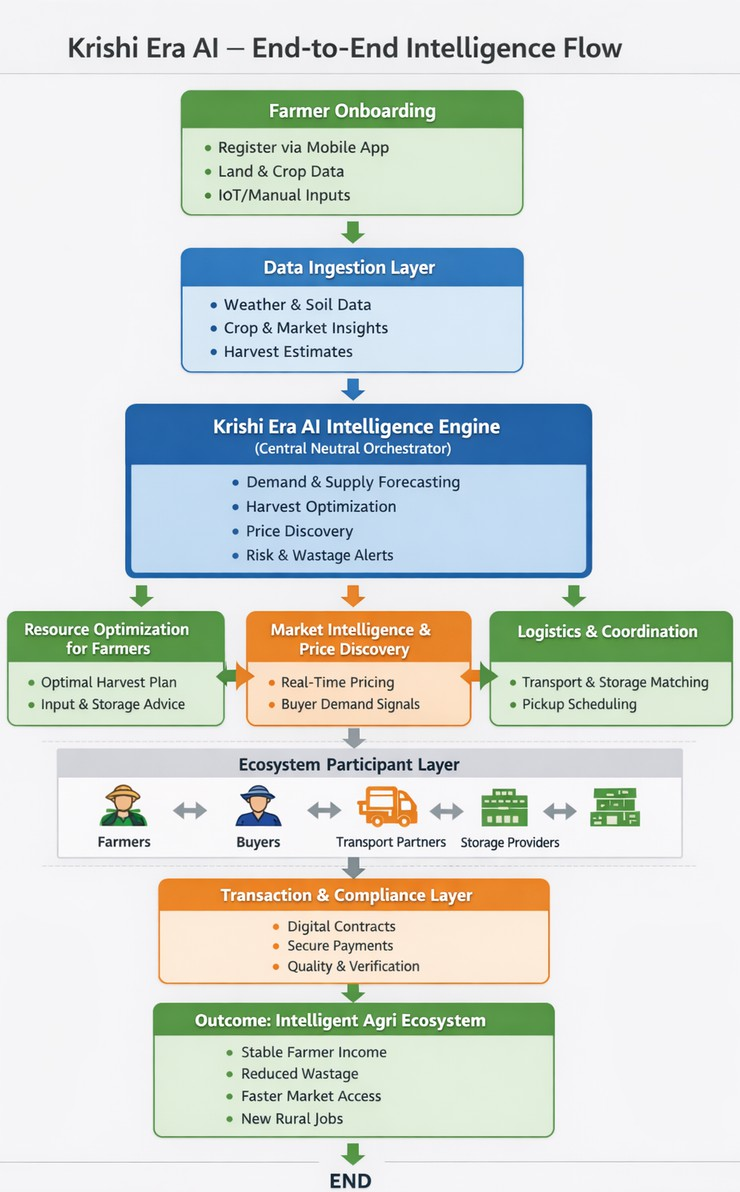 Krishi Era AI — End-to-End Intelligence Flow
Farmer Onboarding
• Register via Mobile App
• Land & Crop Data
• IoT/Manual Inputs
Data Ingestion Layer
• Weather & Soil Data
• Crop & Market Insights
• Harvest Estimates
Krishi Era AI Intelligence Engine
(Central Neutral Orchestrator)
• Demand & Supply Forecasting
• Harvest Optimization
• Price Discovery
• Risk & Wastage Alerts
Resource Optimization
for Farmers
• Optimal Harvest Plan
• Input & Storage Advice
Market Intelligence &
Price Discovery
• Real-Time Pricing
• Buyer Demand Signals
Logistics & Coordination
• Transport & Storage Matching
• Pickup Scheduling
Ecosystem Participant Layer
Farmers
Buyers
Transport Partners
Storage Providers
Transaction & Compliance Layer
• Digital Contracts
• Secure Payments
• Quality & Verification
Outcome: Intelligent Agri Ecosystem
• Stable Farmer Income
• Reduced Wastage
• Faster Market Access
• New Rural Jobs
END